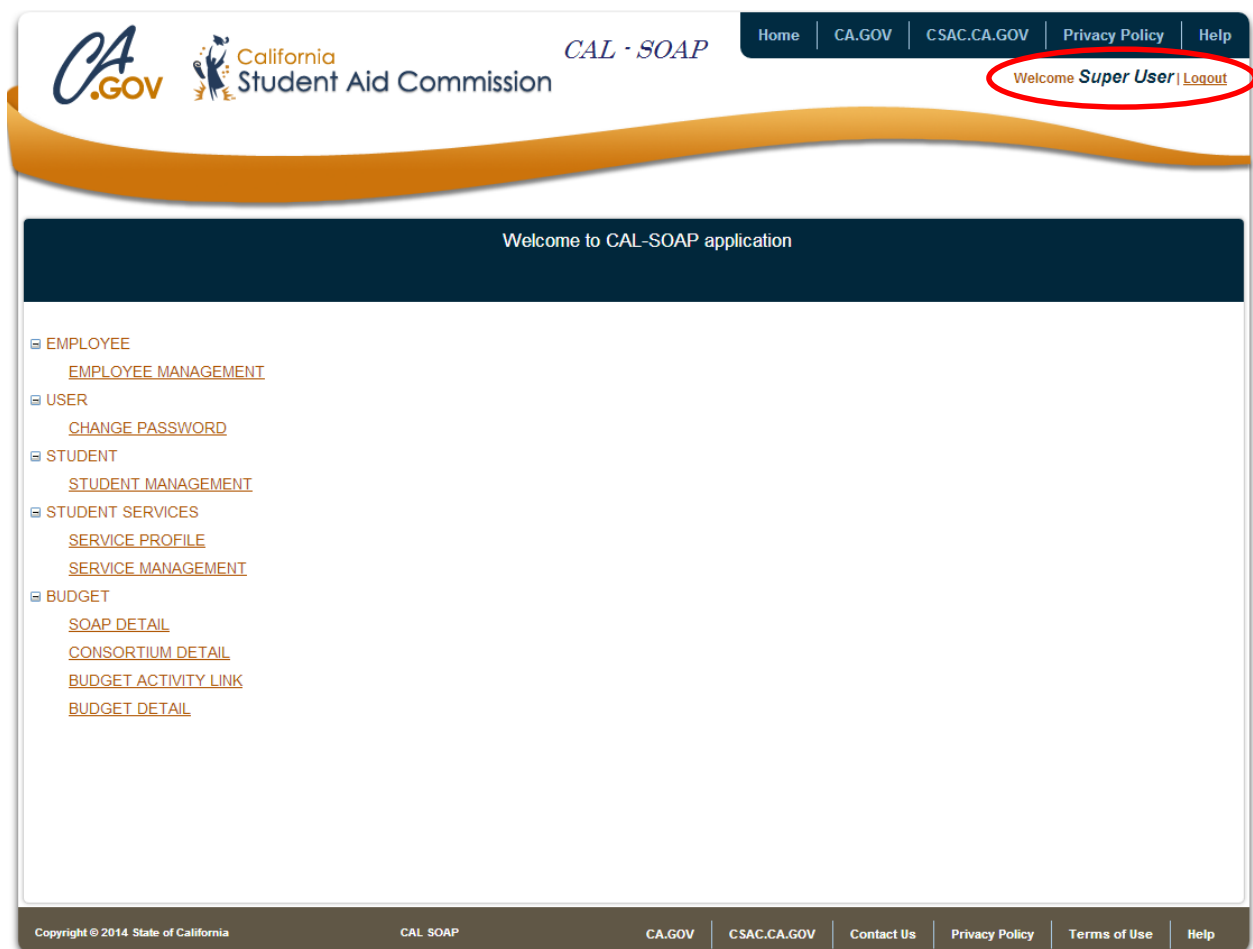 CA
.GOV
California
Student Aid Commission
CAL - SOAP
Home CA.GOV CSAC.CA.GOV Privacy Policy Help
Welcome Super User | Logout
Welcome to CAL-SOAP application
EMPLOYEE
EMPLOYEE MANAGEMENT
USER
CHANGE PASSWORD
STUDENT
STUDENT MANAGEMENT
STUDENT SERVICES
SERVICE PROFILE
SERVICE MANAGEMENT
BUDGET
SOAP DETAIL
CONSORTIUM DETAIL
BUDGET ACTIVITY LINK
BUDGET DETAIL
Copyright © 2014 State of California CAL SOAP CA.GOV CSAC.CA.GOV Contact Us Privacy Policy Terms of Use Help